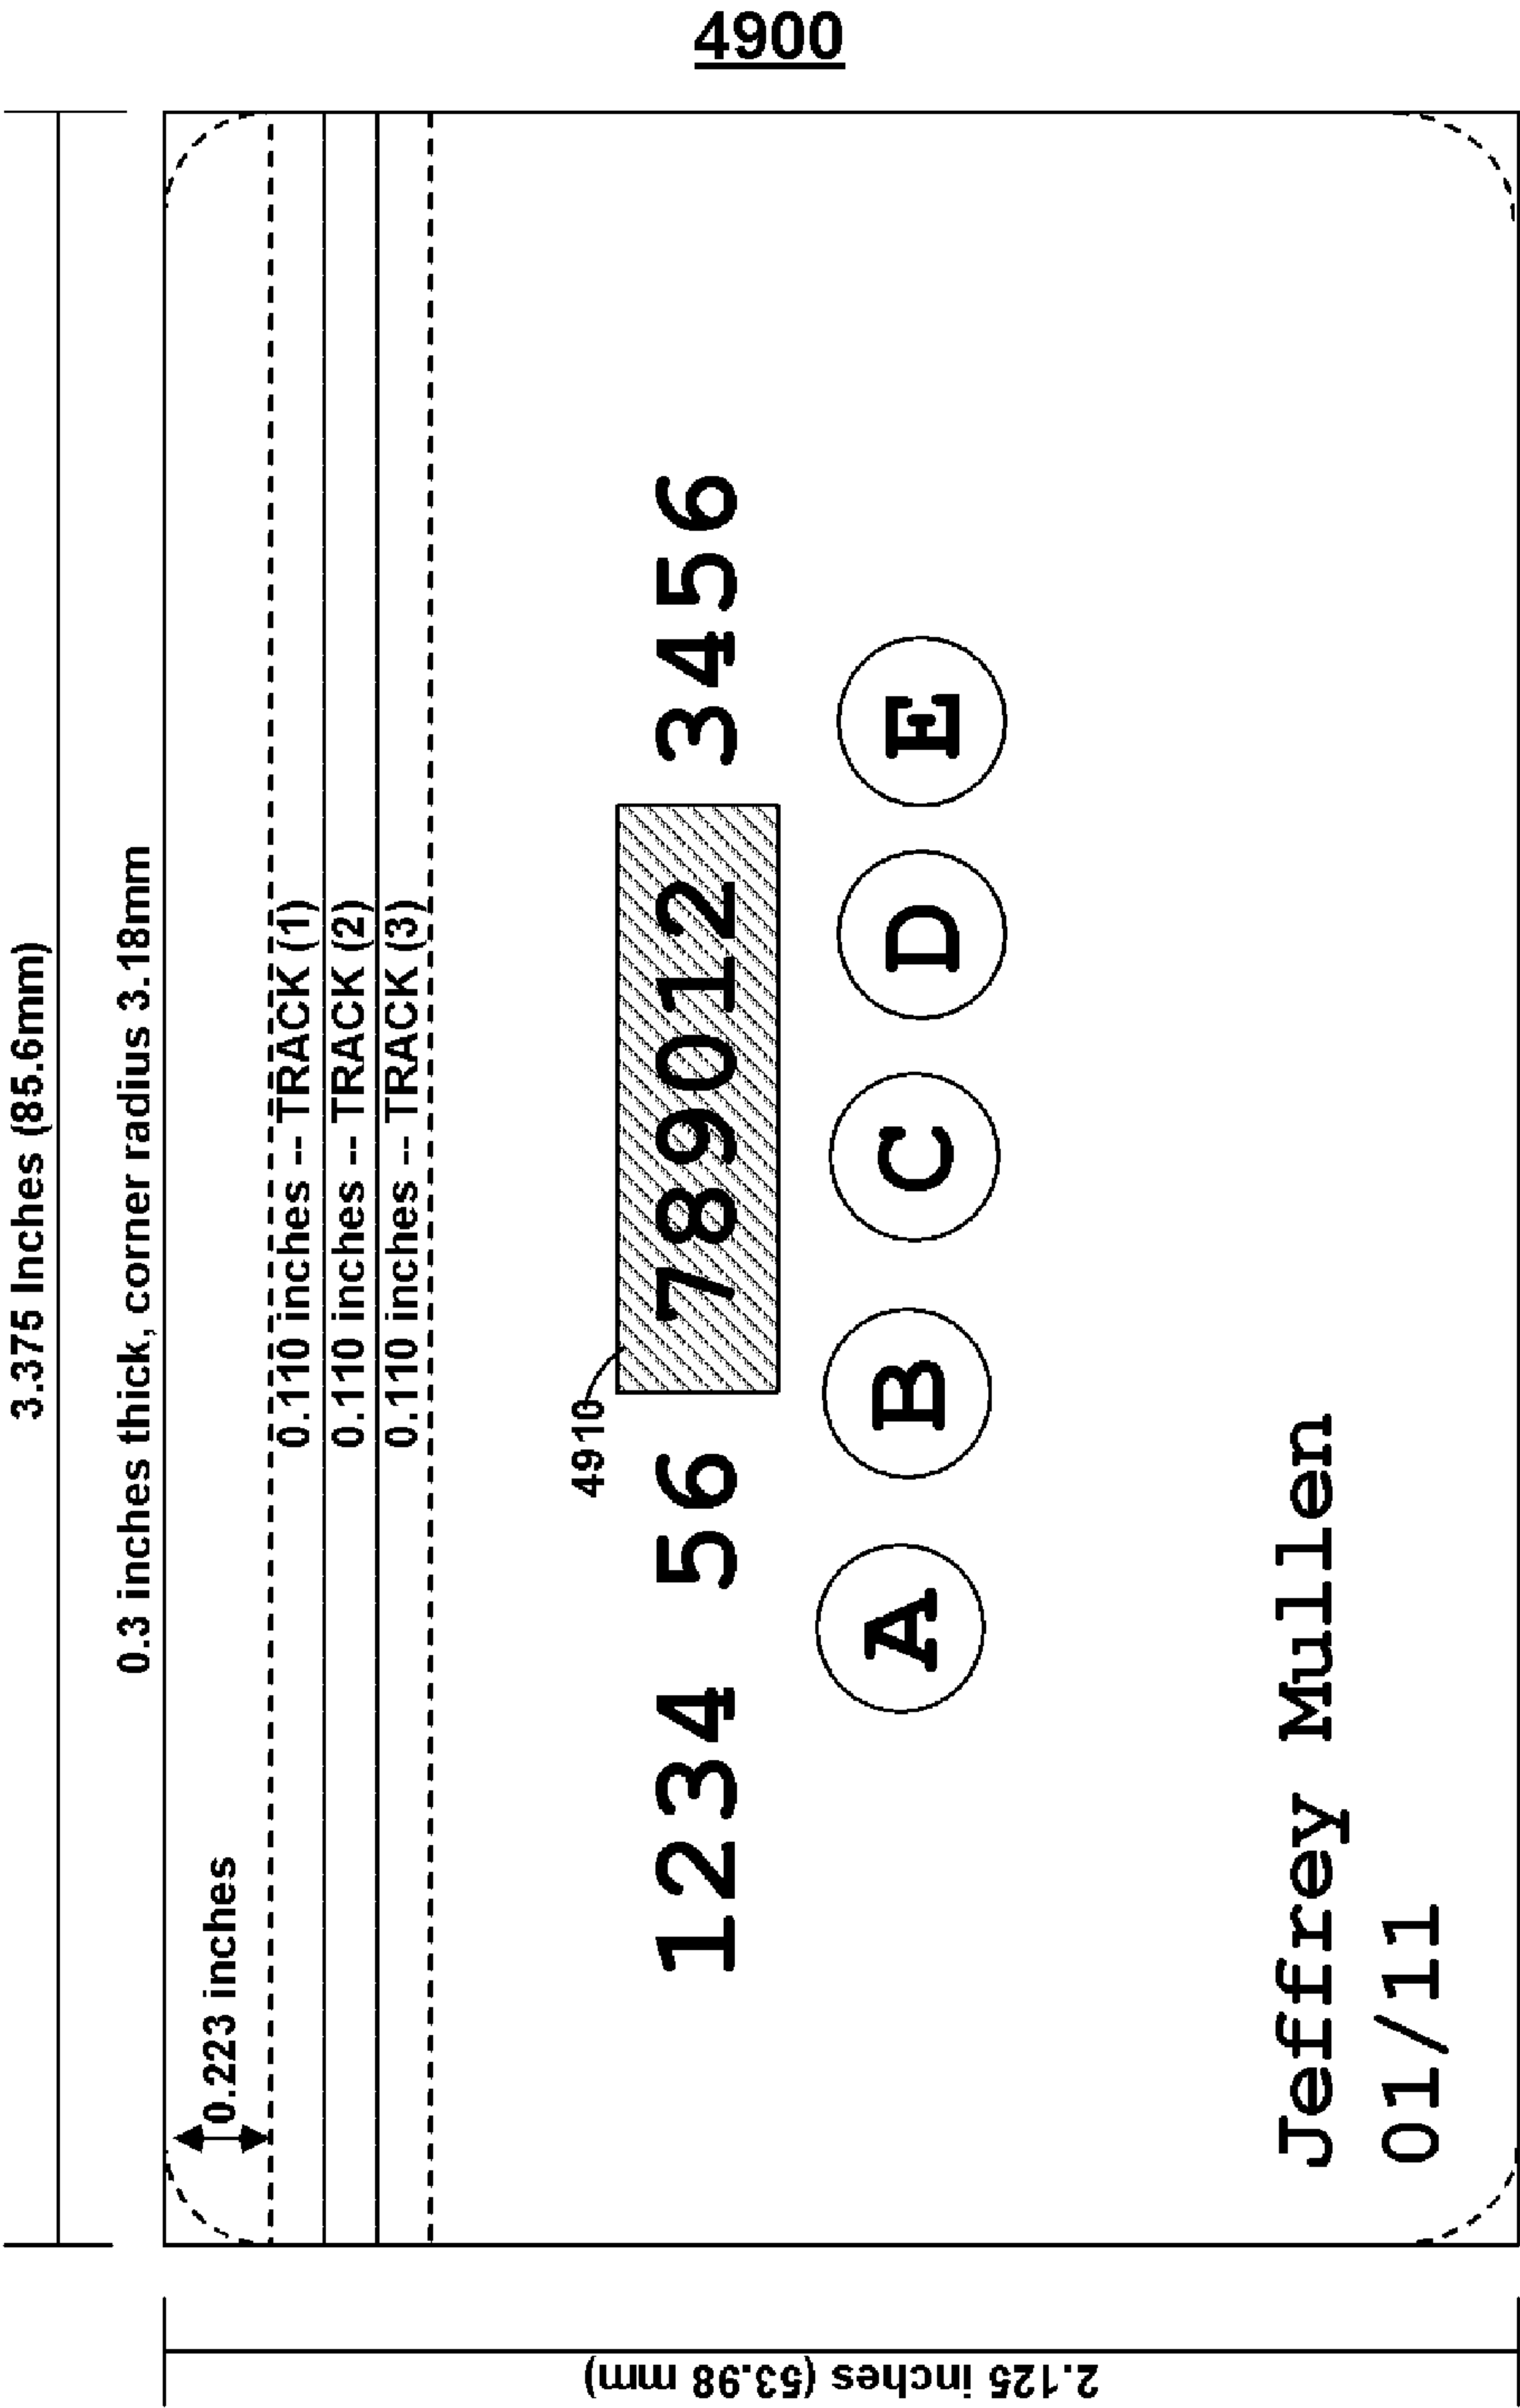 4900
3.375 Inches (85.6mm)
0.3 inches thick, corner radius 3.18mm
0.223 inches
0.110 inches -- TRACK (1)
0.110 inches -- TRACK (2)
0.110 inches -- TRACK (3)
4910
1234 56 789012 3456
A B C D E
Jeffrey Mullen
01/11
2.125 inches (53.98 mm)